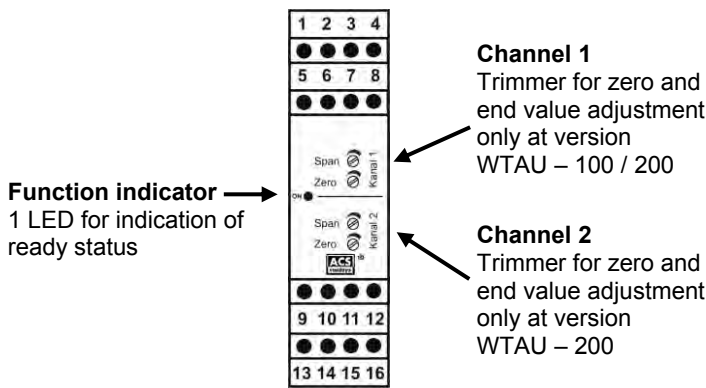 1 2 3 4
5 6 7 8
Channel 1
Trimmer for zero and
end value adjustment
only at version
WTAU – 100 / 200
Span
Zero
Kanal 1
Function indicator
1 LED for indication of
ready status
ON
Span
Zero
Kanal 2
ACS
Channel 2
Trimmer for zero and
end value adjustment
only at version
WTAU – 200
9 10 11 12
13 14 15 16